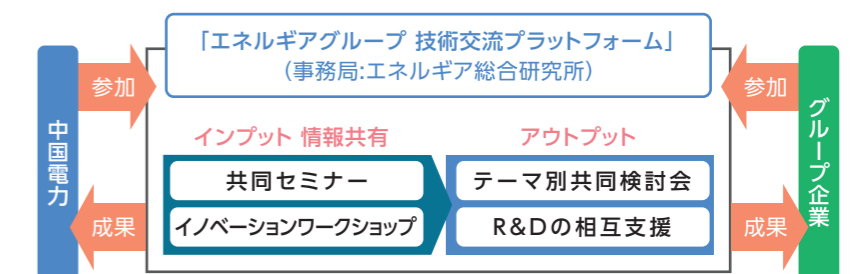 「エネルギアグループ 技術交流プラットフォーム」
（事務局:エネルギア総合研究所）
中国電力
参加
参加
グループ企業
インプット 情報共有
アウトプット
共同セミナー
テーマ別共同検討会
イノベーションワークショップ
R&Dの相互支援
成果
成果